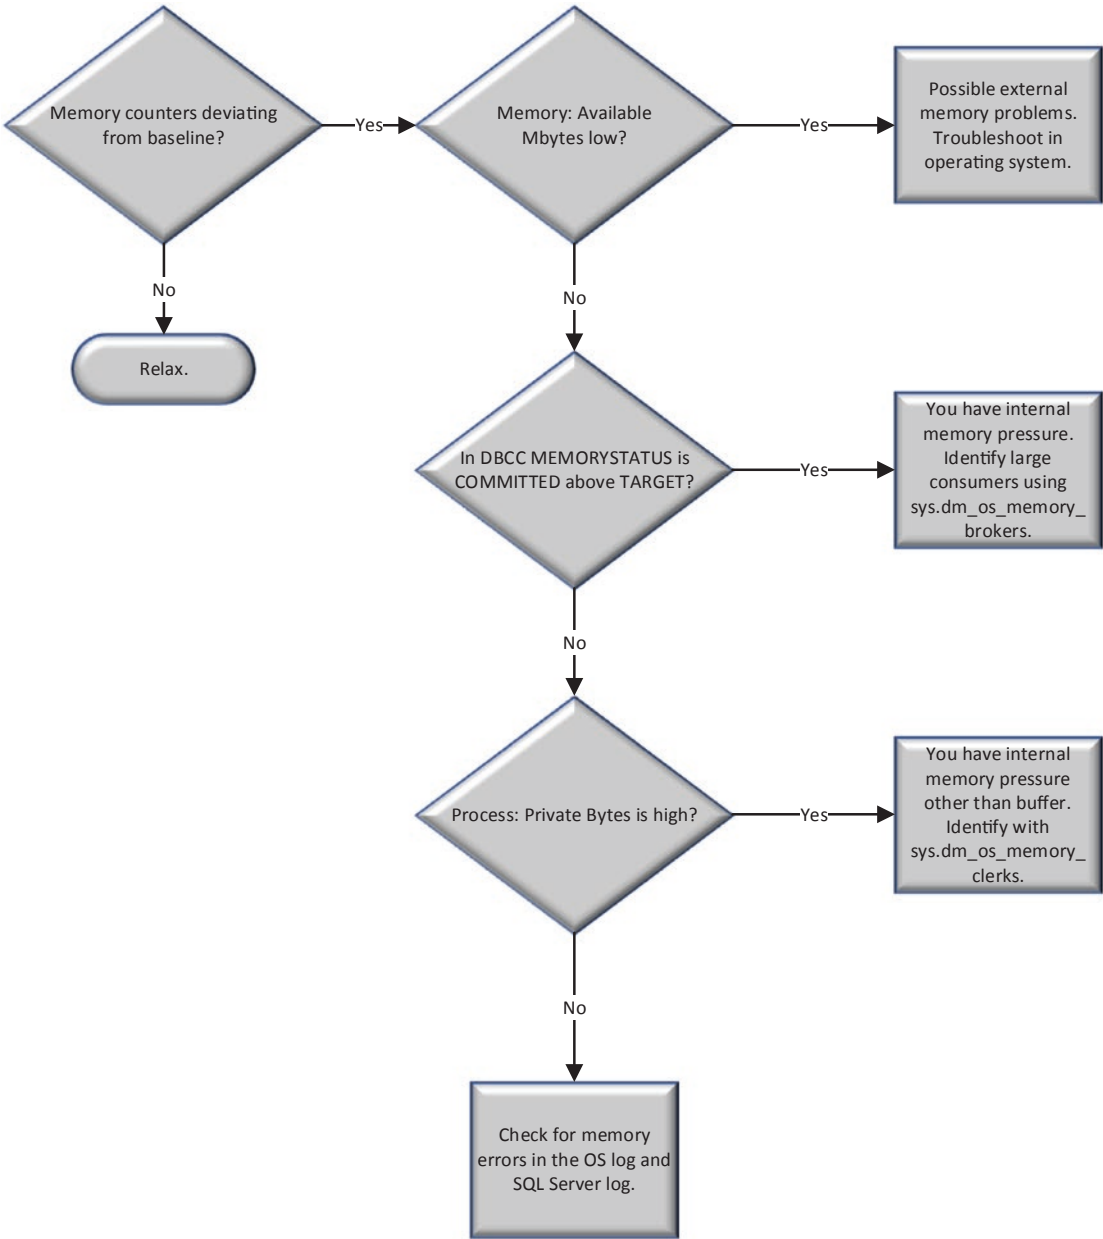 Memory counters deviating
from baseline?
Yes
Memory: Available
Mbytes low?
Yes
Possible external
memory problems.
Troubleshoot in
operating system.
No
Relax.
No
In DBCC MEMORYSTATUS is
COMMITTED above TARGET?
Yes
You have internal
memory pressure.
Identify large
consumers using
sys.dm_os_memory_
brokers.
No
Process: Private Bytes is high?
Yes
You have internal
memory pressure
other than buffer.
Identify with
sys.dm_os_memory_
clerks.
No
Check for memory
errors in the OS log and
SQL Server log.